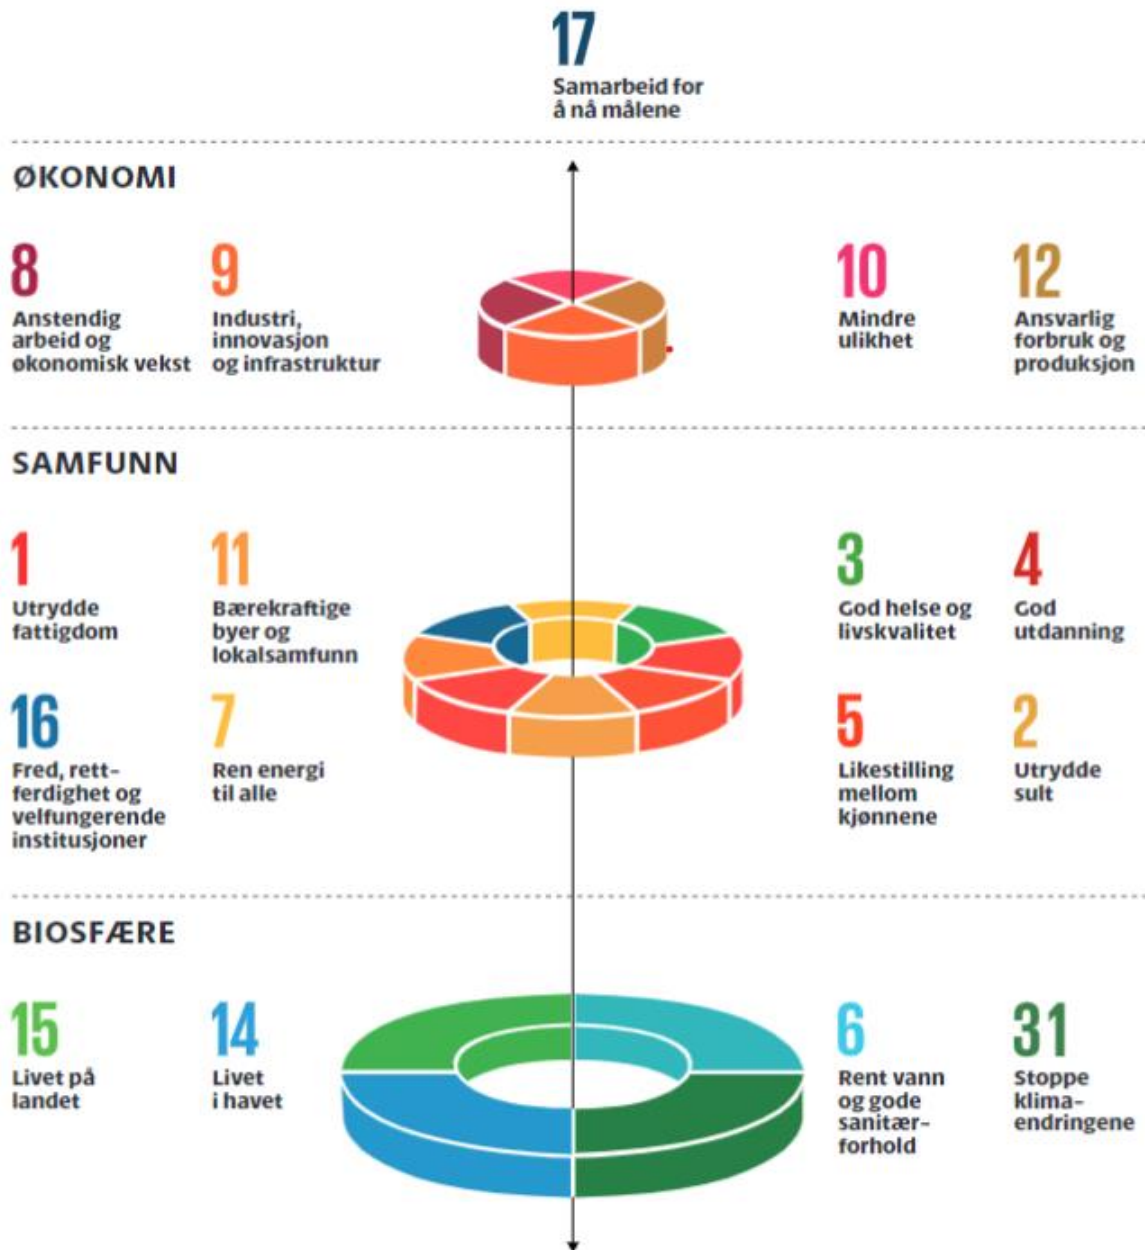 17
Samarbeid for
å nå målene
ØKONOMI
8
Anstendig
arbeid og
økonomisk vekst
9
Industri,
innovasjon
og infrastruktur
10
Mindre
ulikhet
12
Ansvarlig
forbruk og
produksjon
SAMFUNN
1
Utrydde
fattigdom
11
Bærekraftige
byer og
lokalsamfunn
3
God helse og
livskvalitet
4
God
utdanning
16
Fred, rett-
ferdighet og
velfungerende
institusjoner
7
Ren energi
til alle
5
Likestilling
mellom
kjønnene
2
Utrydde
sult
BIOSFÆRE
15
Livet på
landet
14
Livet
i havet
6
Rent vann
og gode
sanitær-
forhold
31
Stoppe
klima-
endringene